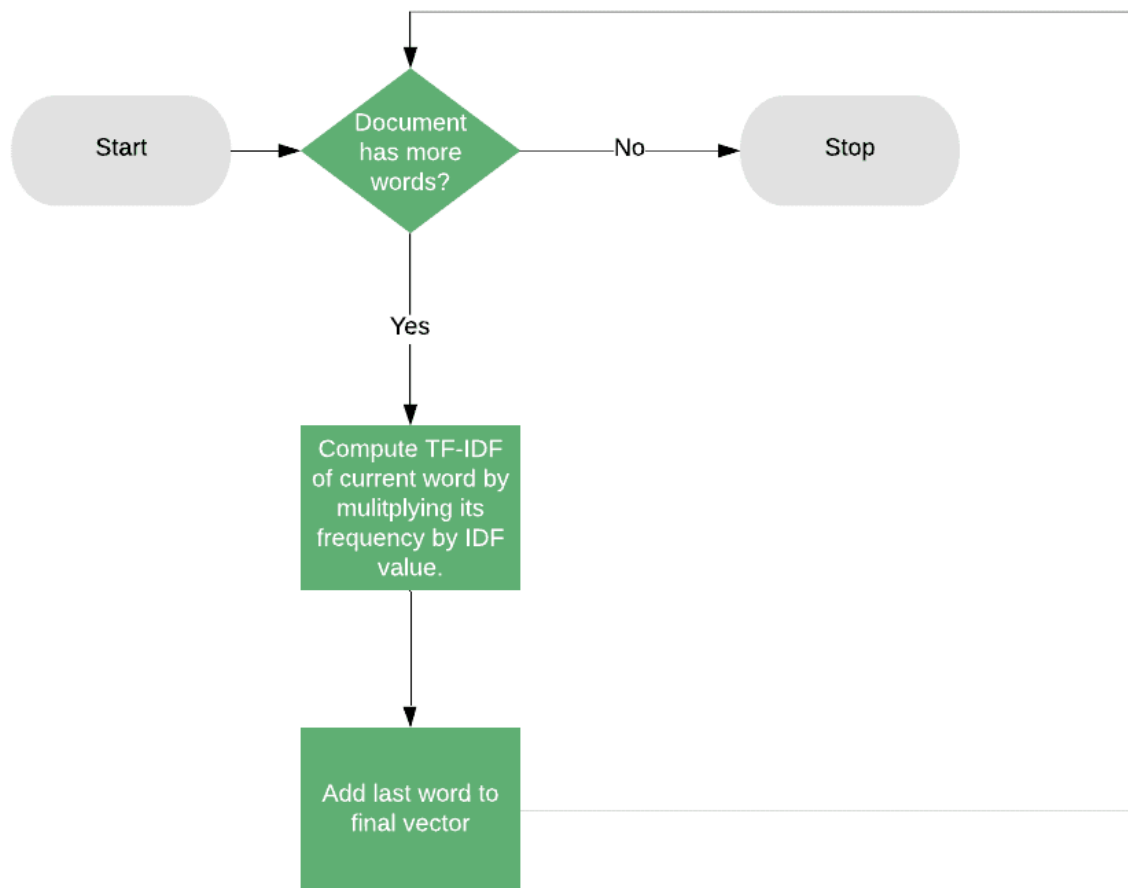 Start
Document
has more
words?
No
Stop
Yes
Compute TF-IDF
of current word by
mulitplying its
frequency by IDF
value.
Add last word to
final vector